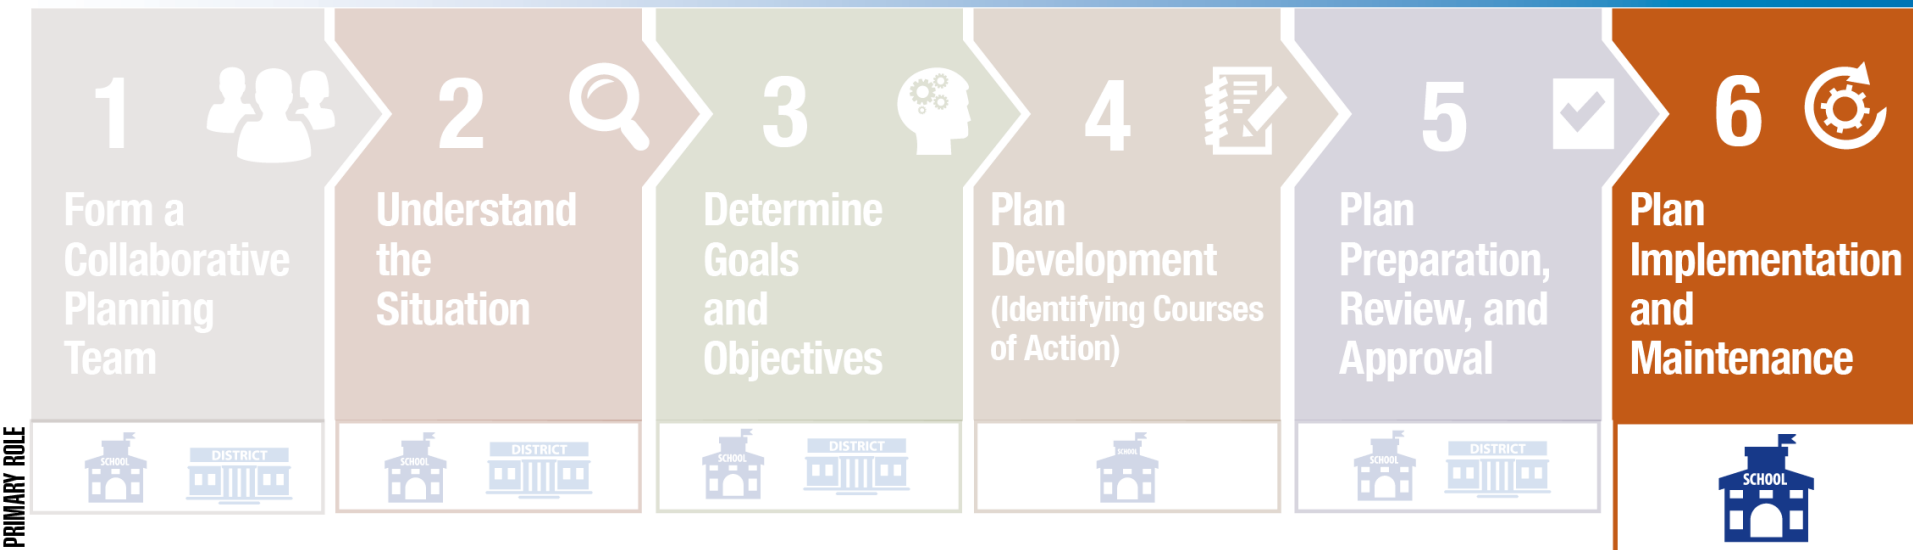 1
Form a
Collaborative
Planning
Team
2
Understand
the
Situation
3
Determine
Goals
and
Objectives
4
Plan
Development
(Identifying Courses
of Action)
5
Plan
Preparation,
Review, and
Approval
6
Plan
Implementation
and
Maintenance
PRIMARY ROLE
SCHOOL
DISTRICT
SCHOOL
DISTRICT
SCHOOL
DISTRICT
SCHOOL
SCHOOL
DISTRICT
SCHOOL